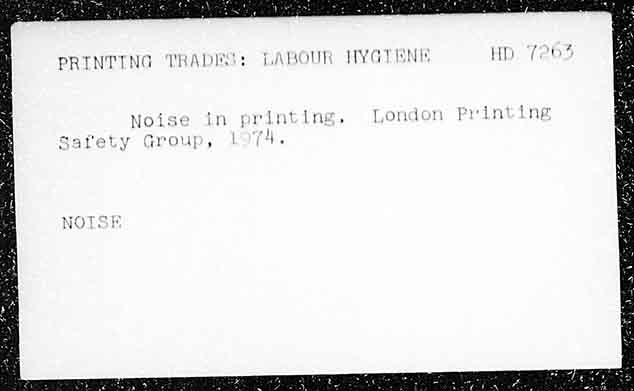 PRINTING TRADES: LABOUR HYGIENE HD 7263
Noise in printing. London Printing
Safety Group, 1974.
NOISE